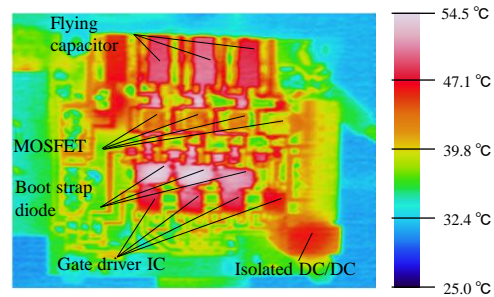 Flying
capacitor
MOSFET
Boot strap
diode
Gate driver IC
Isolated DC/DC
54.5 °C
47.1 °C
39.8 °C
32.4 °C
25.0 °C